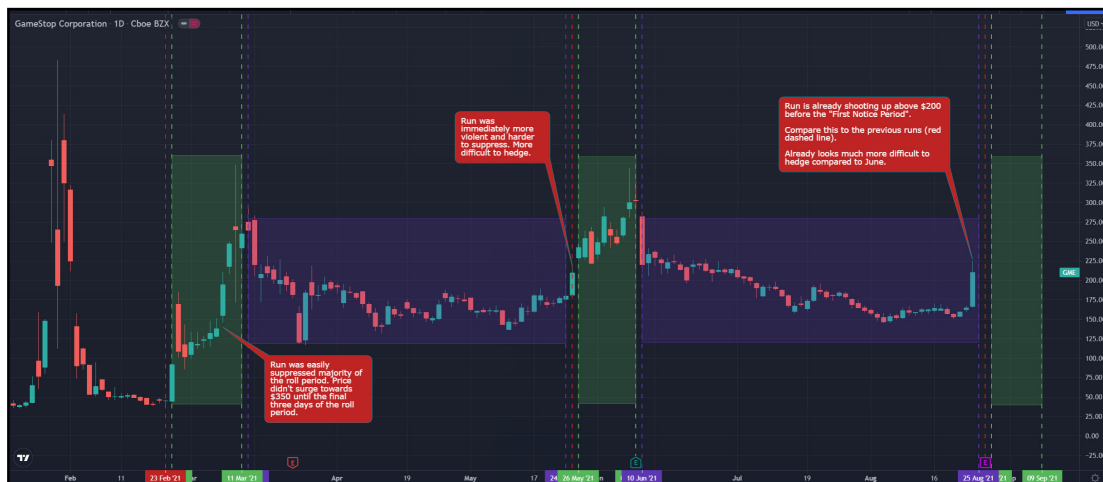 GameStop Corporation · 1D · Cboe BZX
USD
500.00
475.00
450.00
425.00
400.00
375.00
350.00
325.00
300.00
275.00
250.00
225.00
GME
200.00
175.00
150.00
125.00
100.00
75.00
50.00
25.00
0.00
-25.00
Run was
immediately more
violent and harder
to suppress. More
difficult to hedge.
Run is already shooting up above $200
before the "First Notice Period".
Compare this to the previous runs (red
dashed line).
Already looks much more difficult to
hedge compared to June.
Run was easily
suppressed majority of
the roll period. Price
didn't surge towards
$350 until the final
three days of the roll
period.
E E E
Feb 11 23 Feb '21 11 Mar '21 Apr 19 May 17 24 26 May '21 10 Jun '21 Jul 19 Aug 16 25 Aug '21 09 Sep '21